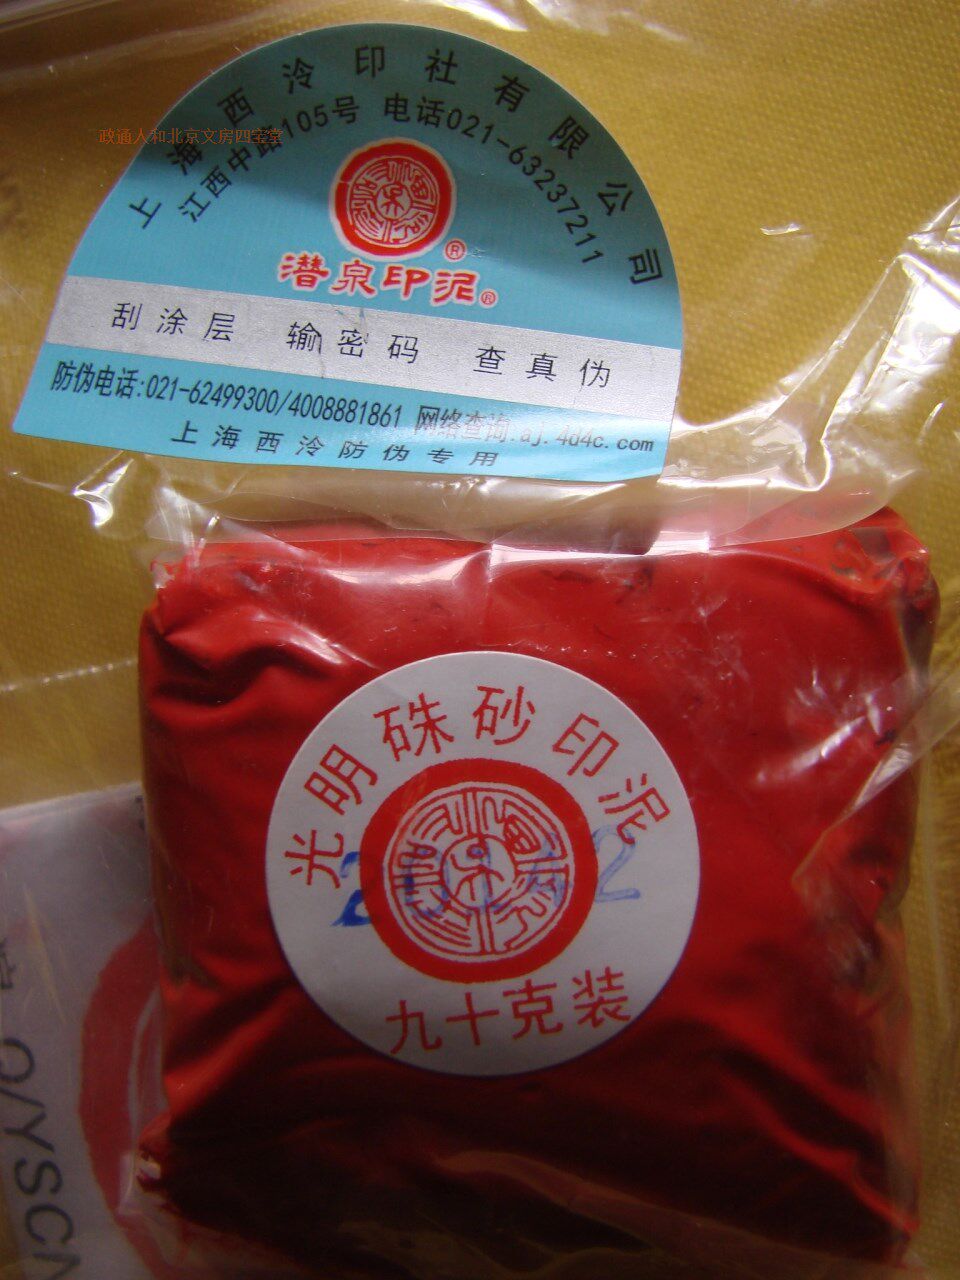 上海西泠印社有限公司
政通人和北京文房四宝堂
江西中路105号 电话021-63237211
潜泉印泥®
刮涂层 输密码 查真伪
防伪电话:021-62499300/4008881861 网络查询.aj.4d4c.com
上海西泠防伪专用
光明硃砂印泥
九十克装
Q/YSCN